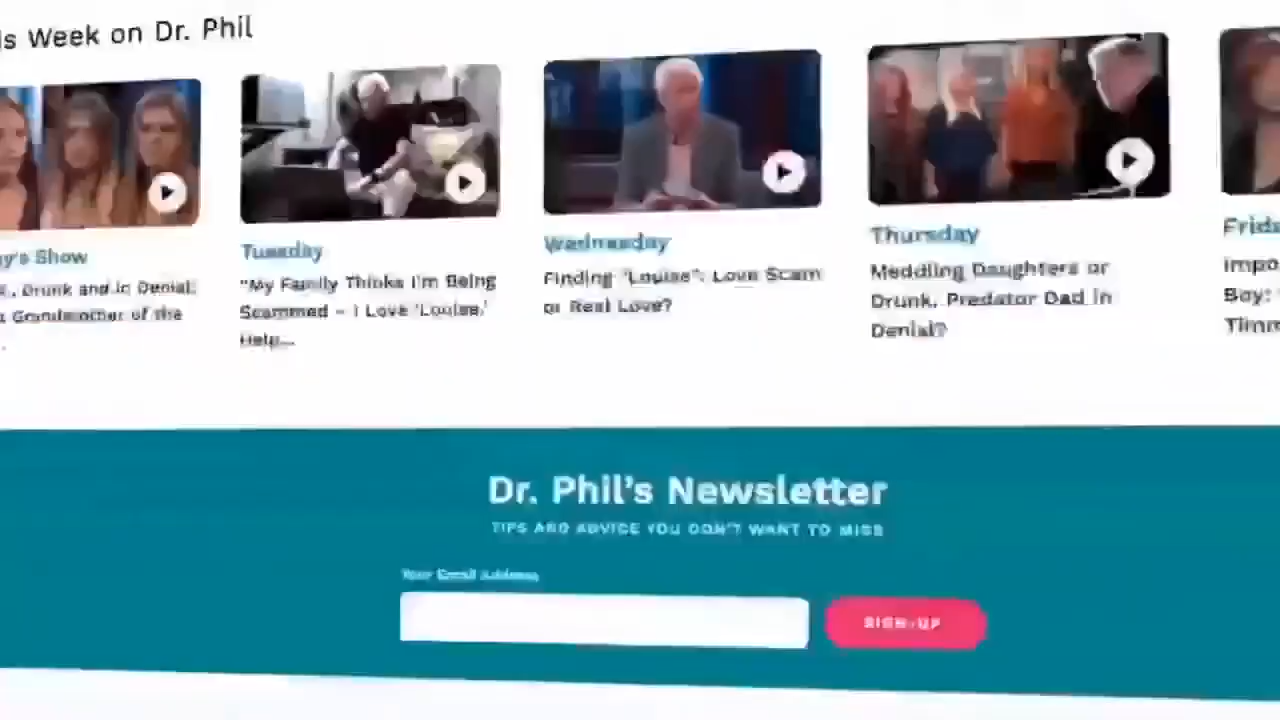 s Week on Dr. Phil
y's Show
Drunk and in Denial:
Grandmother of the
Tuesday
"My Family Thinks I'm Being
Scammed – I Love 'Louise,'
Help...
Wednesday
Finding "Louise": Love Scam
or Real Love?
Thursday
Meddling Daughters or
Drunk, Predator Dad in
Denial?
Frida
Impo
Boy:
Timm
Dr. Phil's Newsletter
TIPS AND ADVICE YOU DON'T WANT TO MISS
Your Email Address
SIGN-UP